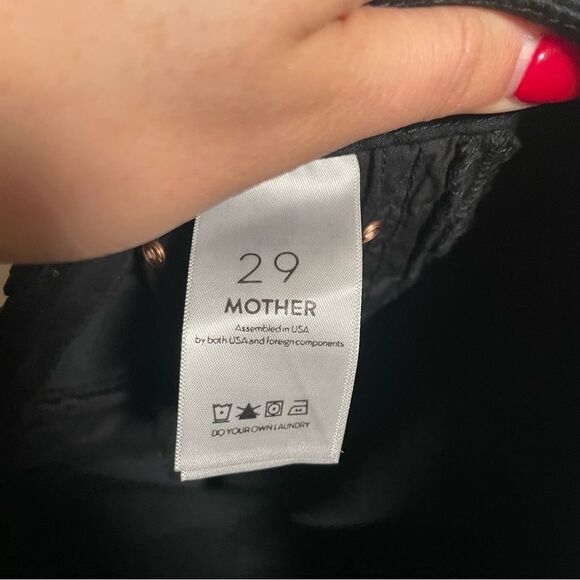 29
MOTHER
Assembled in USA
by both USA and foreign components
DO YOUR OWN LAUNDRY